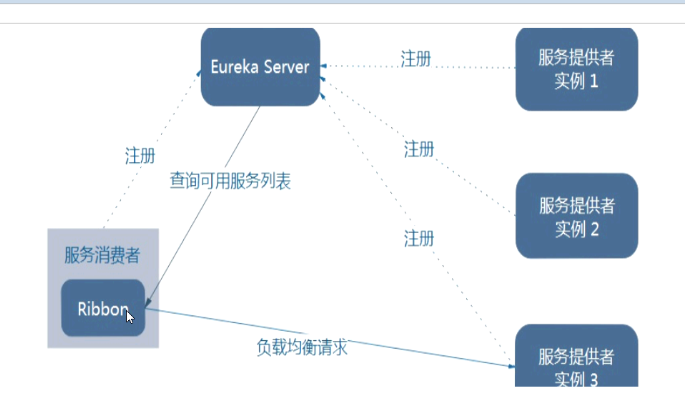 Eureka Server
注册
服务提供者
实例 1
注册
查询可用服务列表
注册
服务提供者
实例 2
注册
服务消费者
Ribbon
负载均衡请求
服务提供者
实例 3